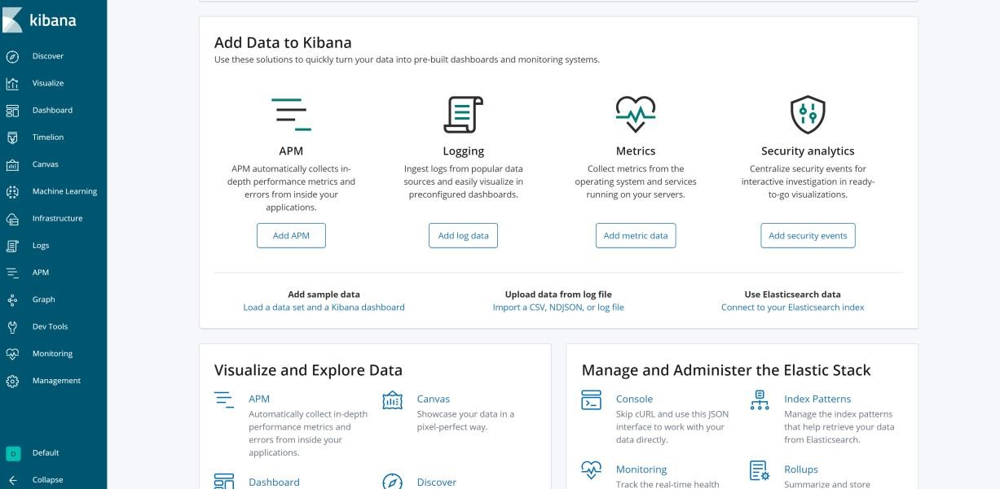 kibana
Discover
Visualize
Dashboard
Timelion
Canvas
Machine Learning
Infrastructure
Logs
APM
Graph
Dev Tools
Monitoring
Management
D
Default
Collapse
Add Data to Kibana
Use these solutions to quickly turn your data into pre-built dashboards and monitoring systems.
APM
APM automatically collects in-
depth performance metrics and
errors from inside your
applications.
Add APM
Logging
Ingest logs from popular data
sources and easily visualize in
preconfigured dashboards.
Add log data
Metrics
Collect metrics from the
operating system and services
running on your servers.
Add metric data
Security analytics
Centralize security events for
interactive investigation in ready-
to-go visualizations.
Add security events
Add sample data
Load a data set and a Kibana dashboard
Upload data from log file
Import a CSV, NDJSON, or log file
Use Elasticsearch data
Connect to your Elasticsearch index
Visualize and Explore Data
APM
Automatically collect in-depth
performance metrics and
errors from inside your
applications.
Canvas
Showcase your data in a
pixel-perfect way.
Dashboard
Discover
Manage and Administer the Elastic Stack
Console
Skip cURL and use this JSON
interface to work with your
data directly.
Index Patterns
Manage the index patterns
that help retrieve your data
from Elasticsearch.
Monitoring
Track the real-time health
Rollups
Summarize and store